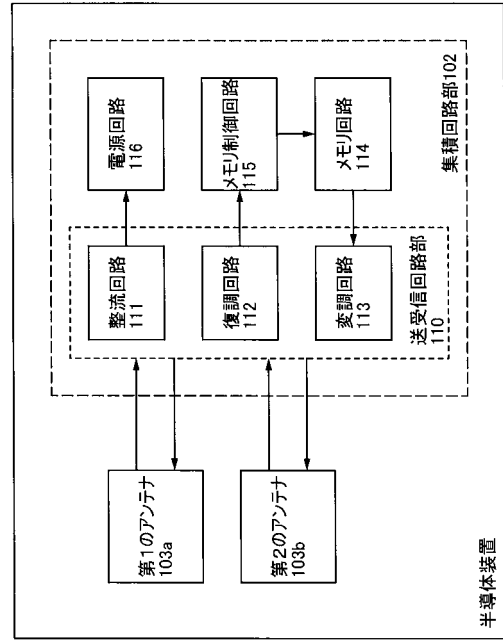 半導体装置
第1のアンテナ
103a
第2のアンテナ
103b
整流回路
111
復調回路
112
変調回路
113
送受信回路部
110
電源回路
116
メモリ制御回路
115
メモリ回路
114
集積回路部102